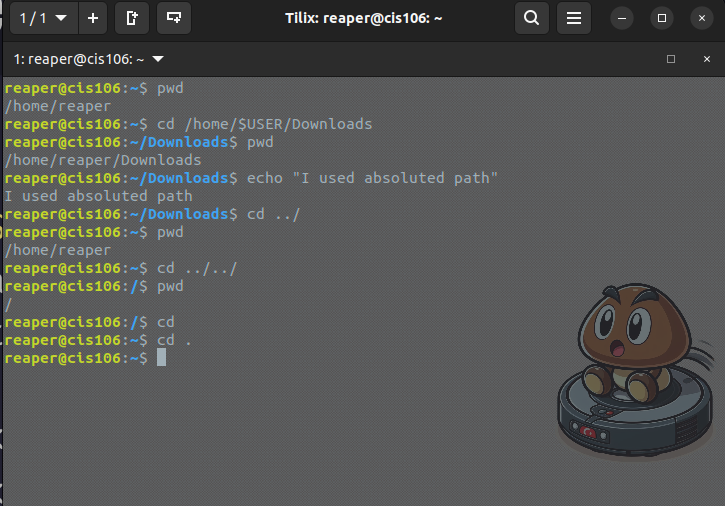 1 / 1
Tilix: reaper@cis106: ~
1: reaper@cis106: ~
reaper@cis106:~$ pwd
/home/reaper
reaper@cis106:~$ cd /home/$USER/Downloads
reaper@cis106:~/Downloads$ pwd
/home/reaper/Downloads
reaper@cis106:~/Downloads$ echo "I used absoluted path"
I used absoluted path
reaper@cis106:~/Downloads$ cd ../
reaper@cis106:~$ pwd
/home/reaper
reaper@cis106:~$ cd ../../
reaper@cis106:/$ pwd
/
reaper@cis106:/$ cd
reaper@cis106:~$ cd .
reaper@cis106:~$